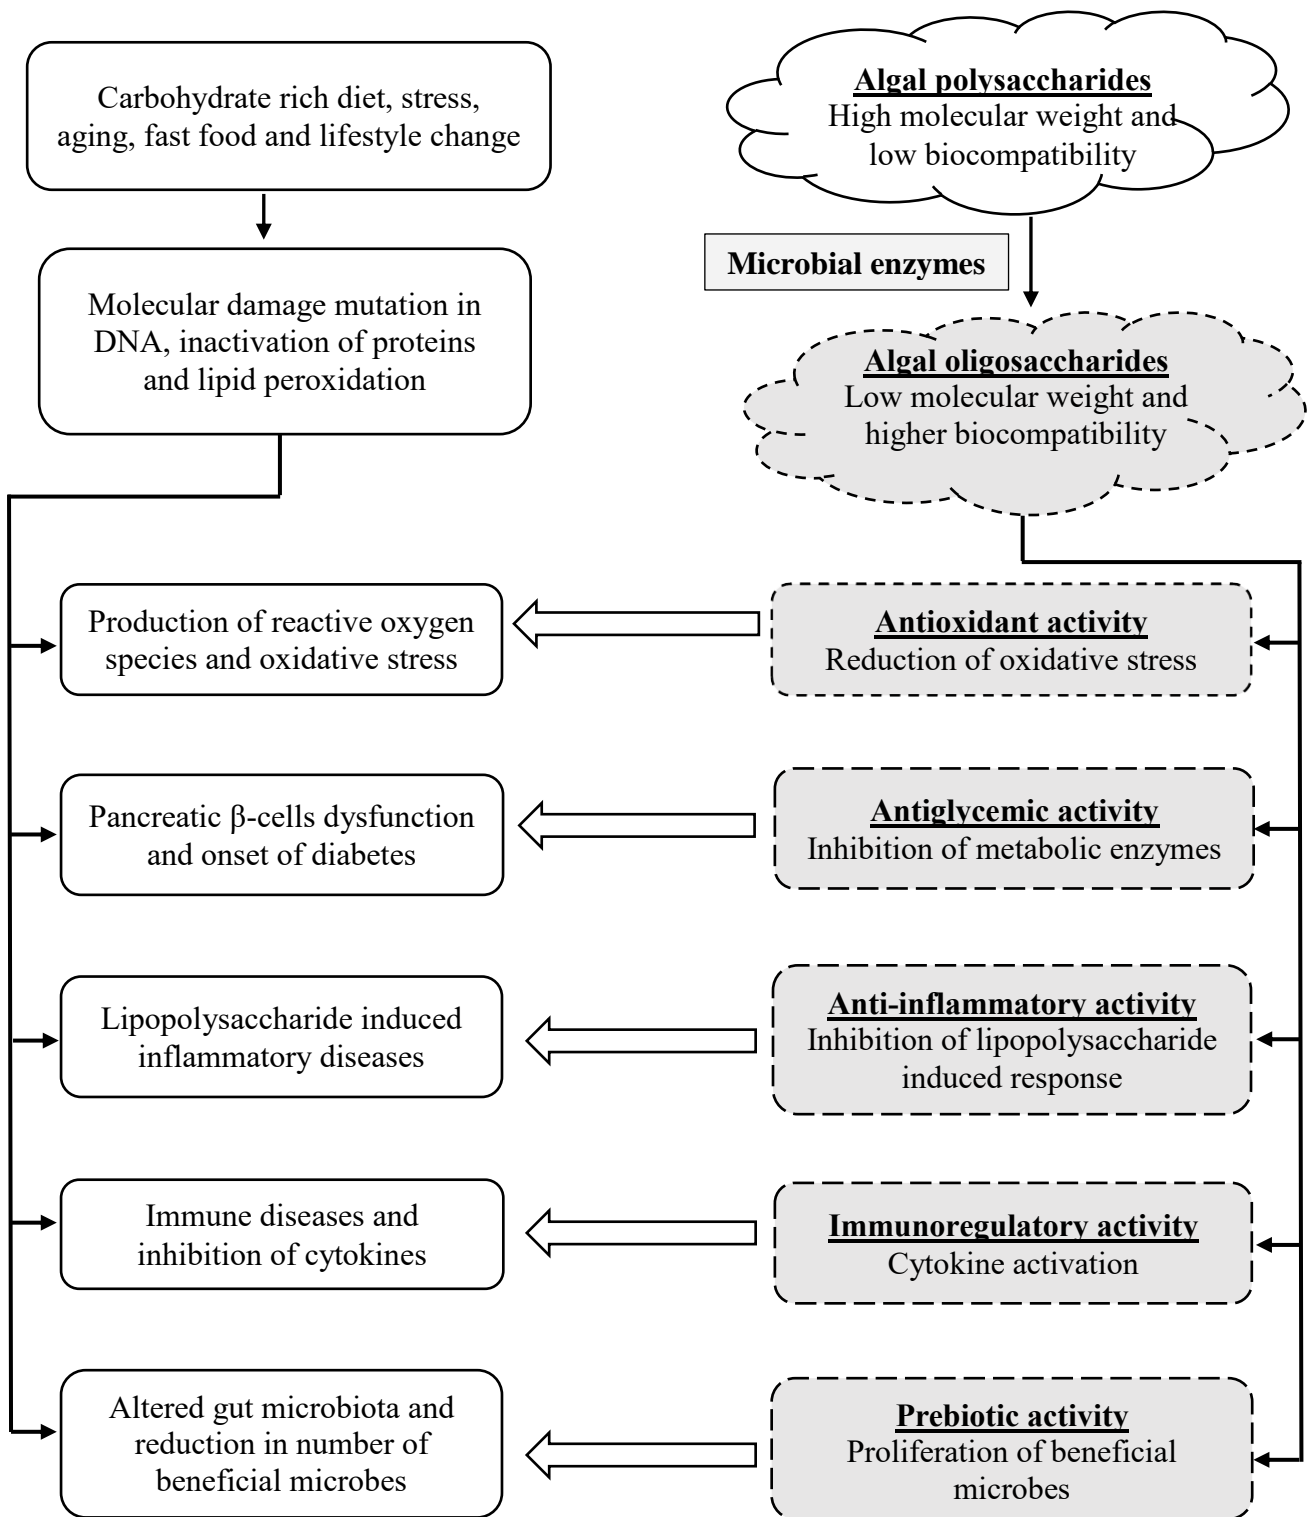 Carbohydrate rich diet, stress,
aging, fast food and lifestyle change
Molecular damage mutation in
DNA, inactivation of proteins
and lipid peroxidation
Algal polysaccharides
High molecular weight and
low biocompatibility
Microbial enzymes
Algal oligosaccharides
Low molecular weight and
higher biocompatibility
Production of reactive oxygen
species and oxidative stress
Antioxidant activity
Reduction of oxidative stress
Pancreatic β-cells dysfunction
and onset of diabetes
Antiglycemic activity
Inhibition of metabolic enzymes
Lipopolysaccharide induced
inflammatory diseases
Anti-inflammatory activity
Inhibition of lipopolysaccharide
induced response
Immune diseases and
inhibition of cytokines
Immunoregulatory activity
Cytokine activation
Altered gut microbiota and
reduction in number of
beneficial microbes
Prebiotic activity
Proliferation of beneficial
microbes